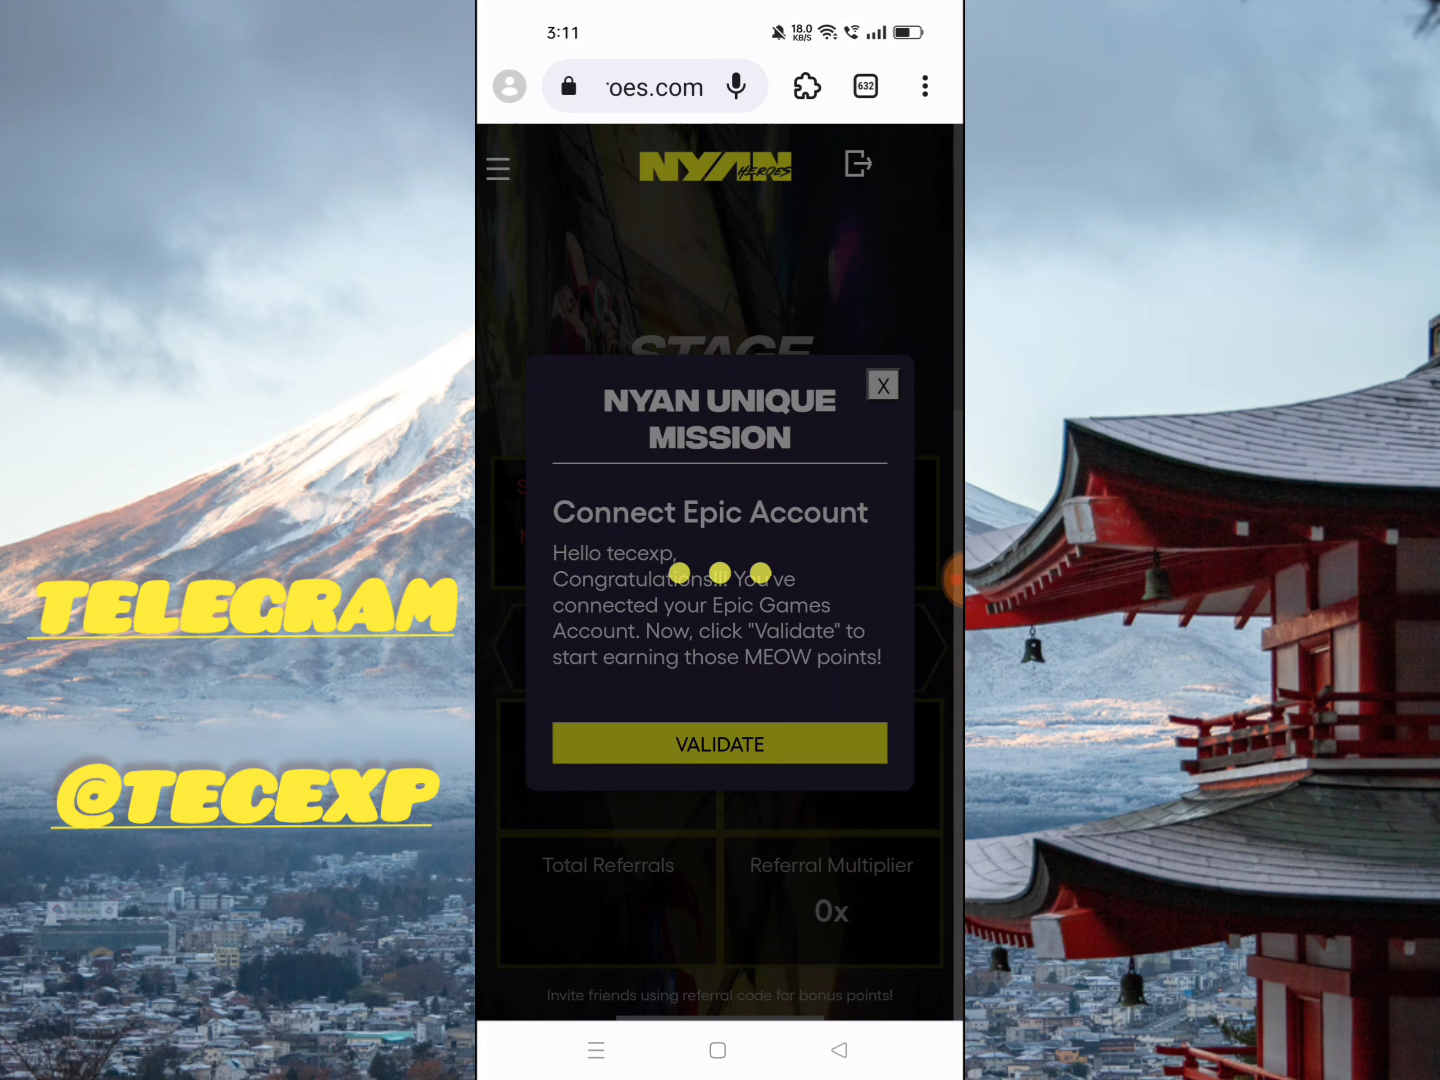 3:11
18.0
KB/S
oes.com
632
NYAN
HEROES
STAGE
X
NYAN UNIQUE
MISSION
Connect Epic Account
Hello tecexp,
Congratulations!!! You've
connected your Epic Games
Account. Now, click "Validate" to
start earning those MEOW points!
VALIDATE
Total Referrals
Referral Multiplier
0x
Invite friends using referral code for bonus points!
TELEGRAM
@TECEXP